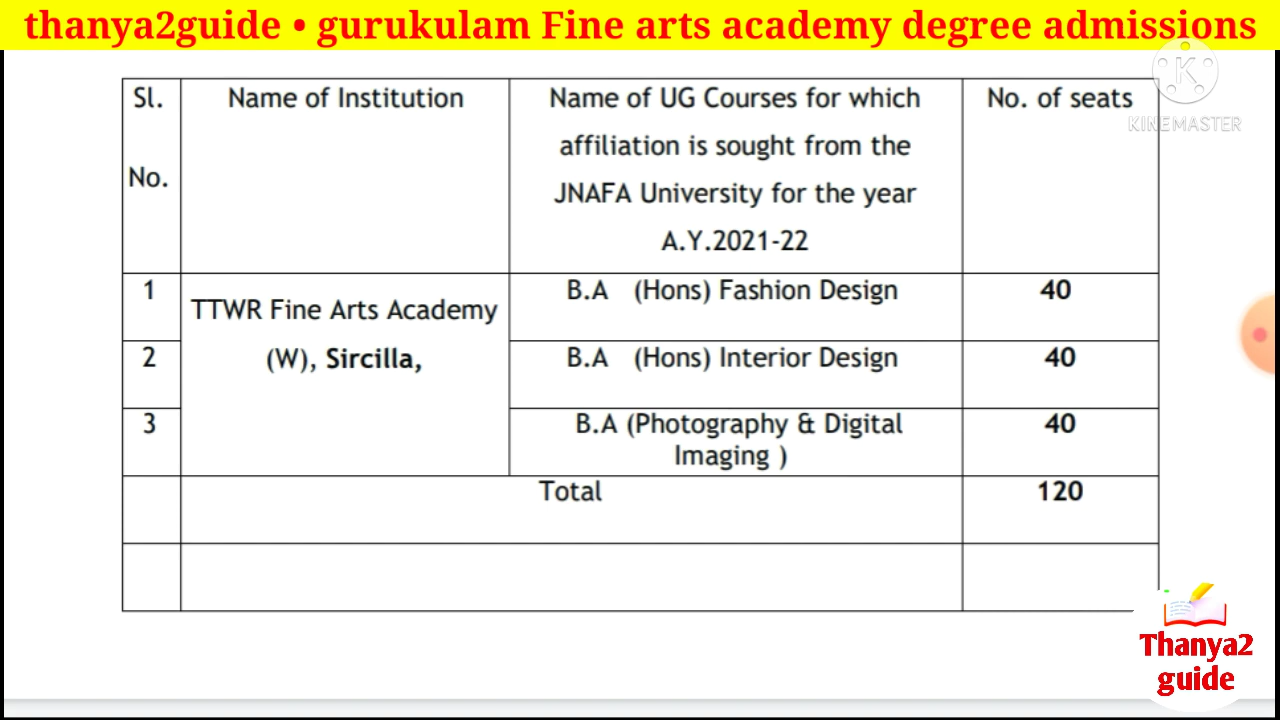 thanya2guide • gurukulam Fine arts academy degree admissions
K
KINEMASTER
Sl. No.
Name of Institution
Name of UG Courses for which
affiliation is sought from the
JNAFA University for the year
A.Y.2021-22
No. of seats
1
TTWR Fine Arts Academy
(W), Sircilla,
B.A (Hons) Fashion Design
40
2
B.A (Hons) Interior Design
40
3
B.A (Photography & Digital
Imaging )
40
Total
120
Thanya2
guide